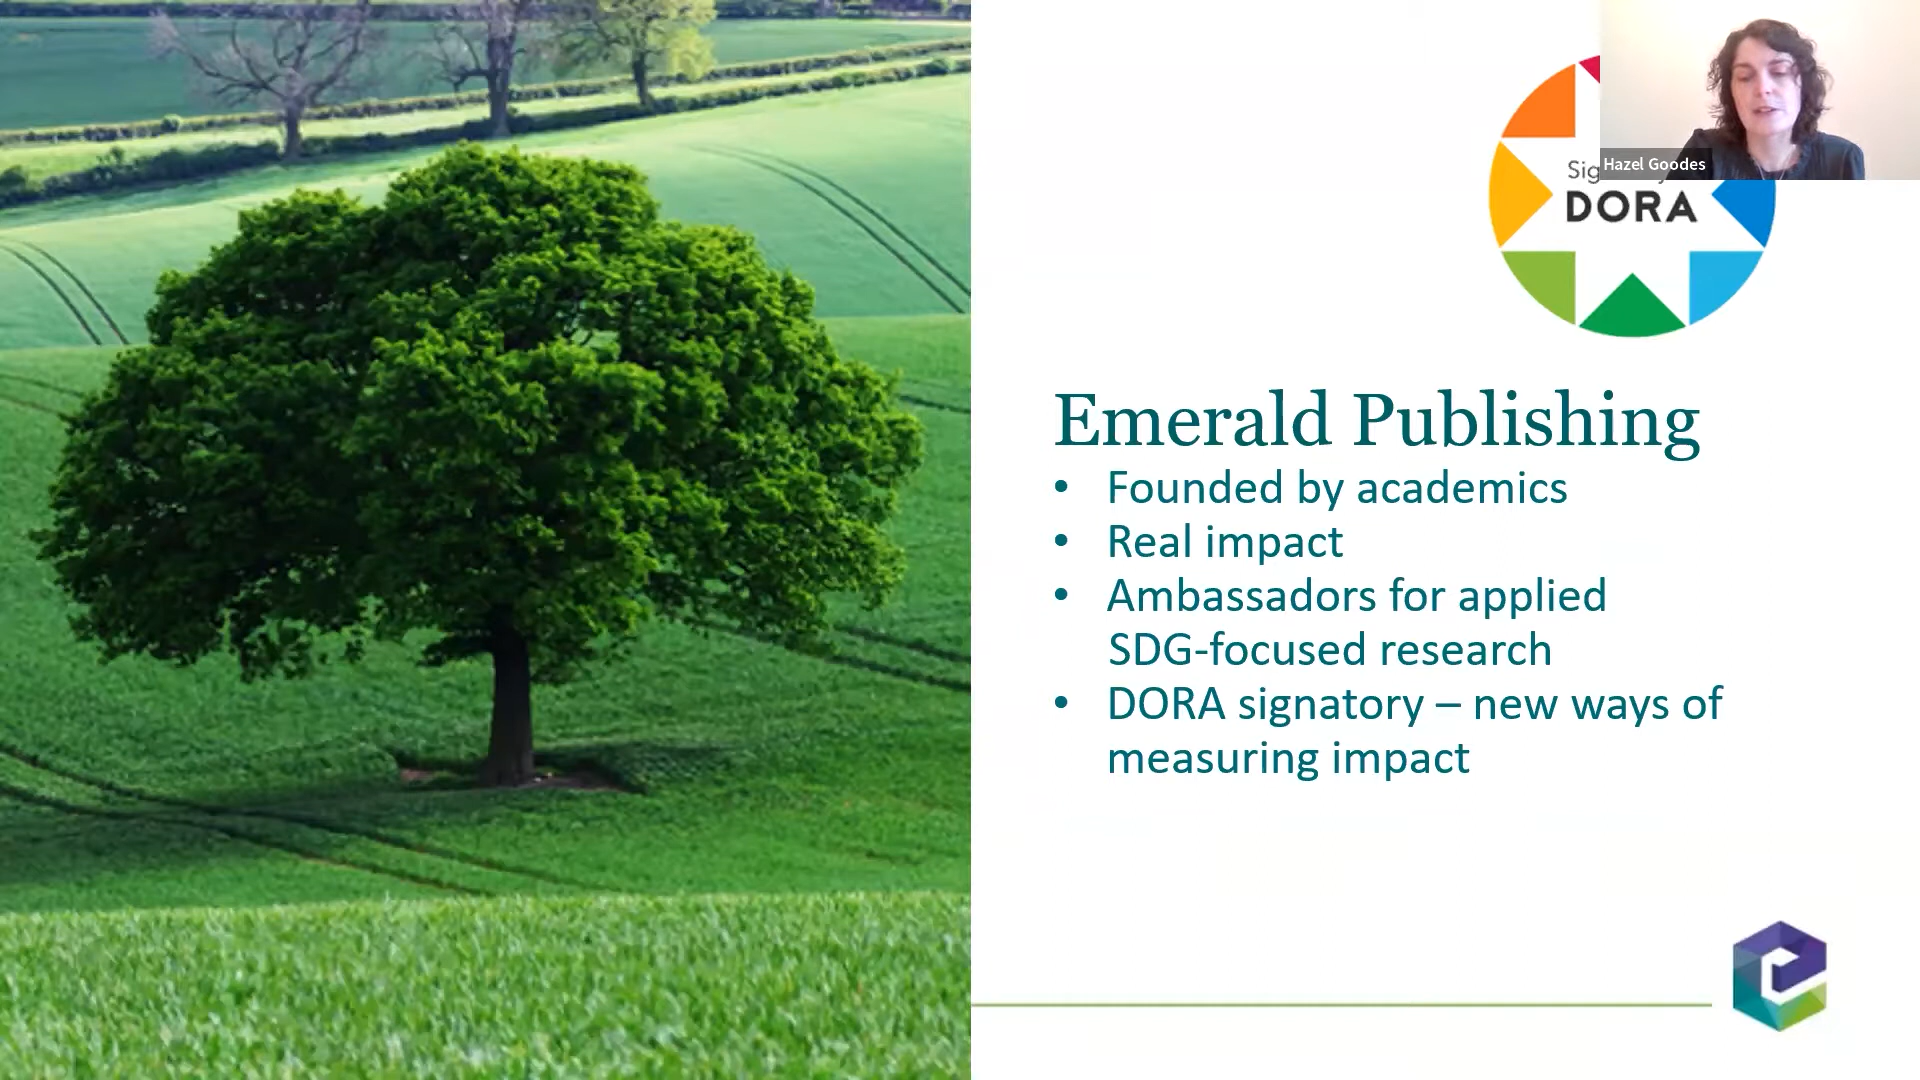 Hazel Goodes
DORA
Emerald Publishing
• Founded by academics
• Real impact
• Ambassadors for applied
SDG-focused research
• DORA signatory – new ways of
measuring impact